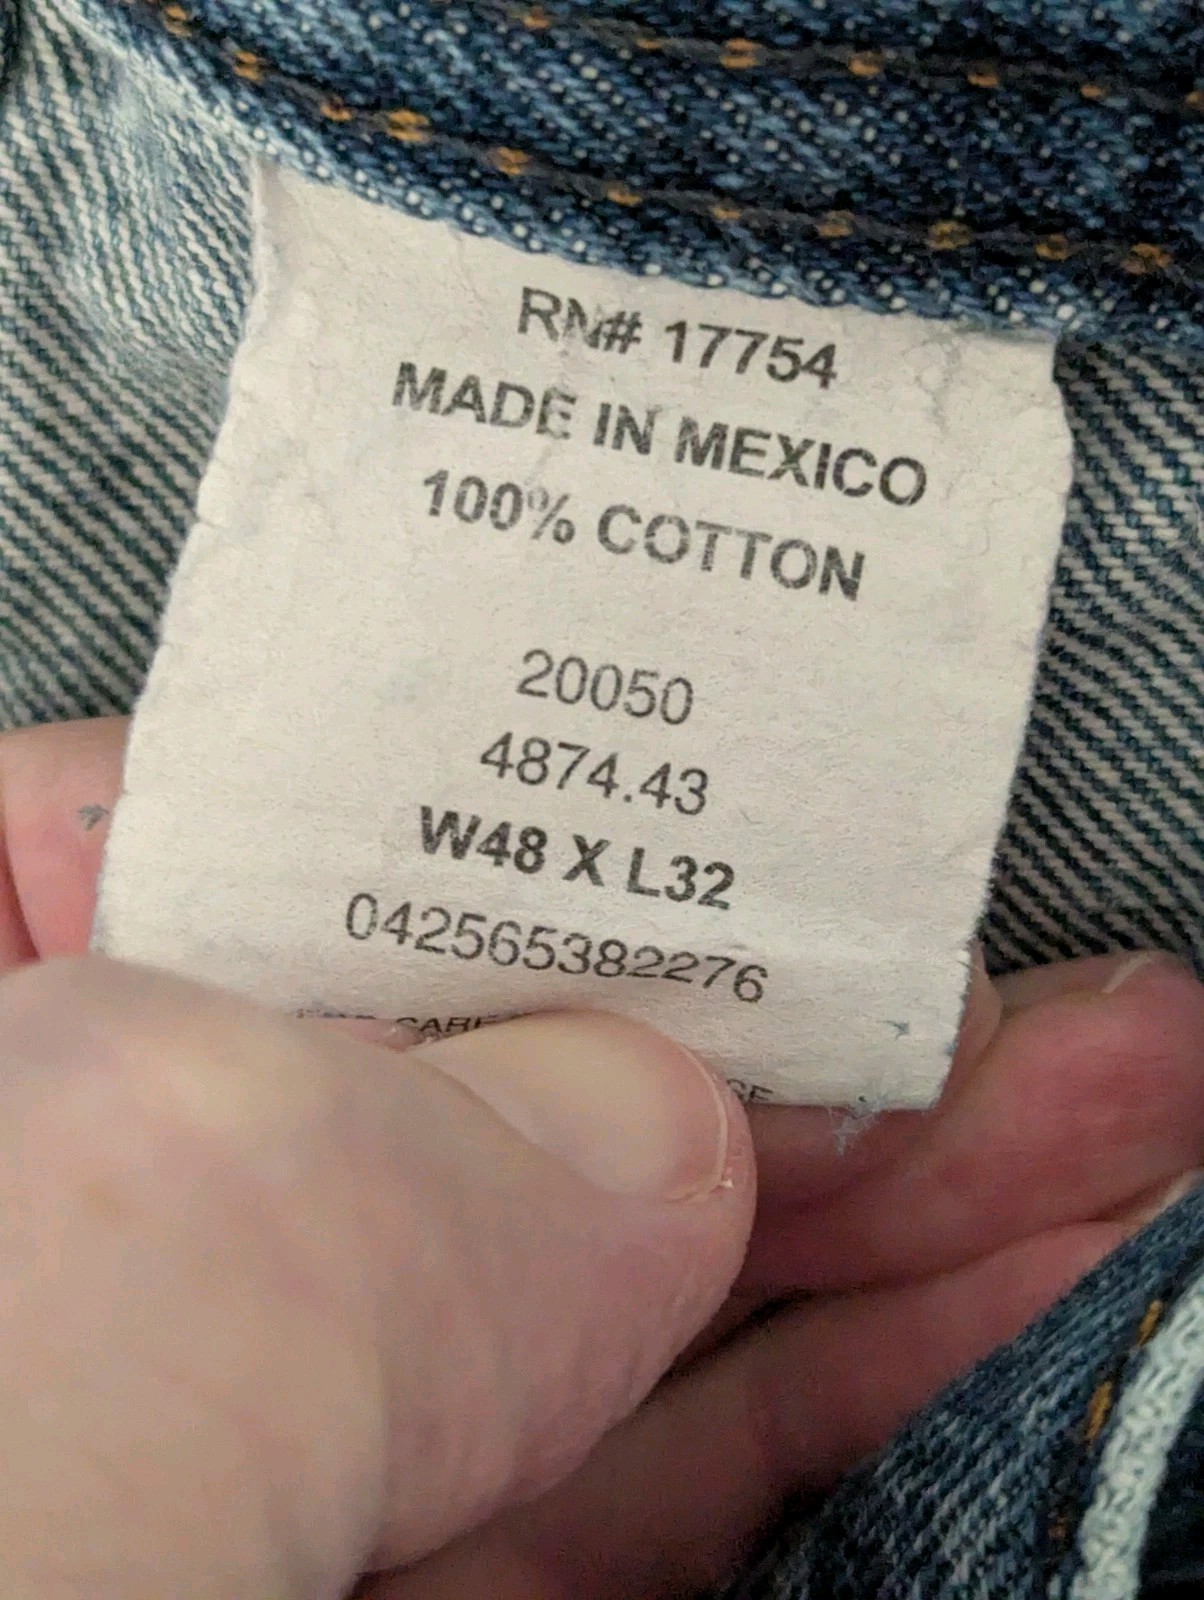 RN# 17754
MADE IN MEXICO
100% COTTON
20050
4874.43
W48 X L32
042565382276